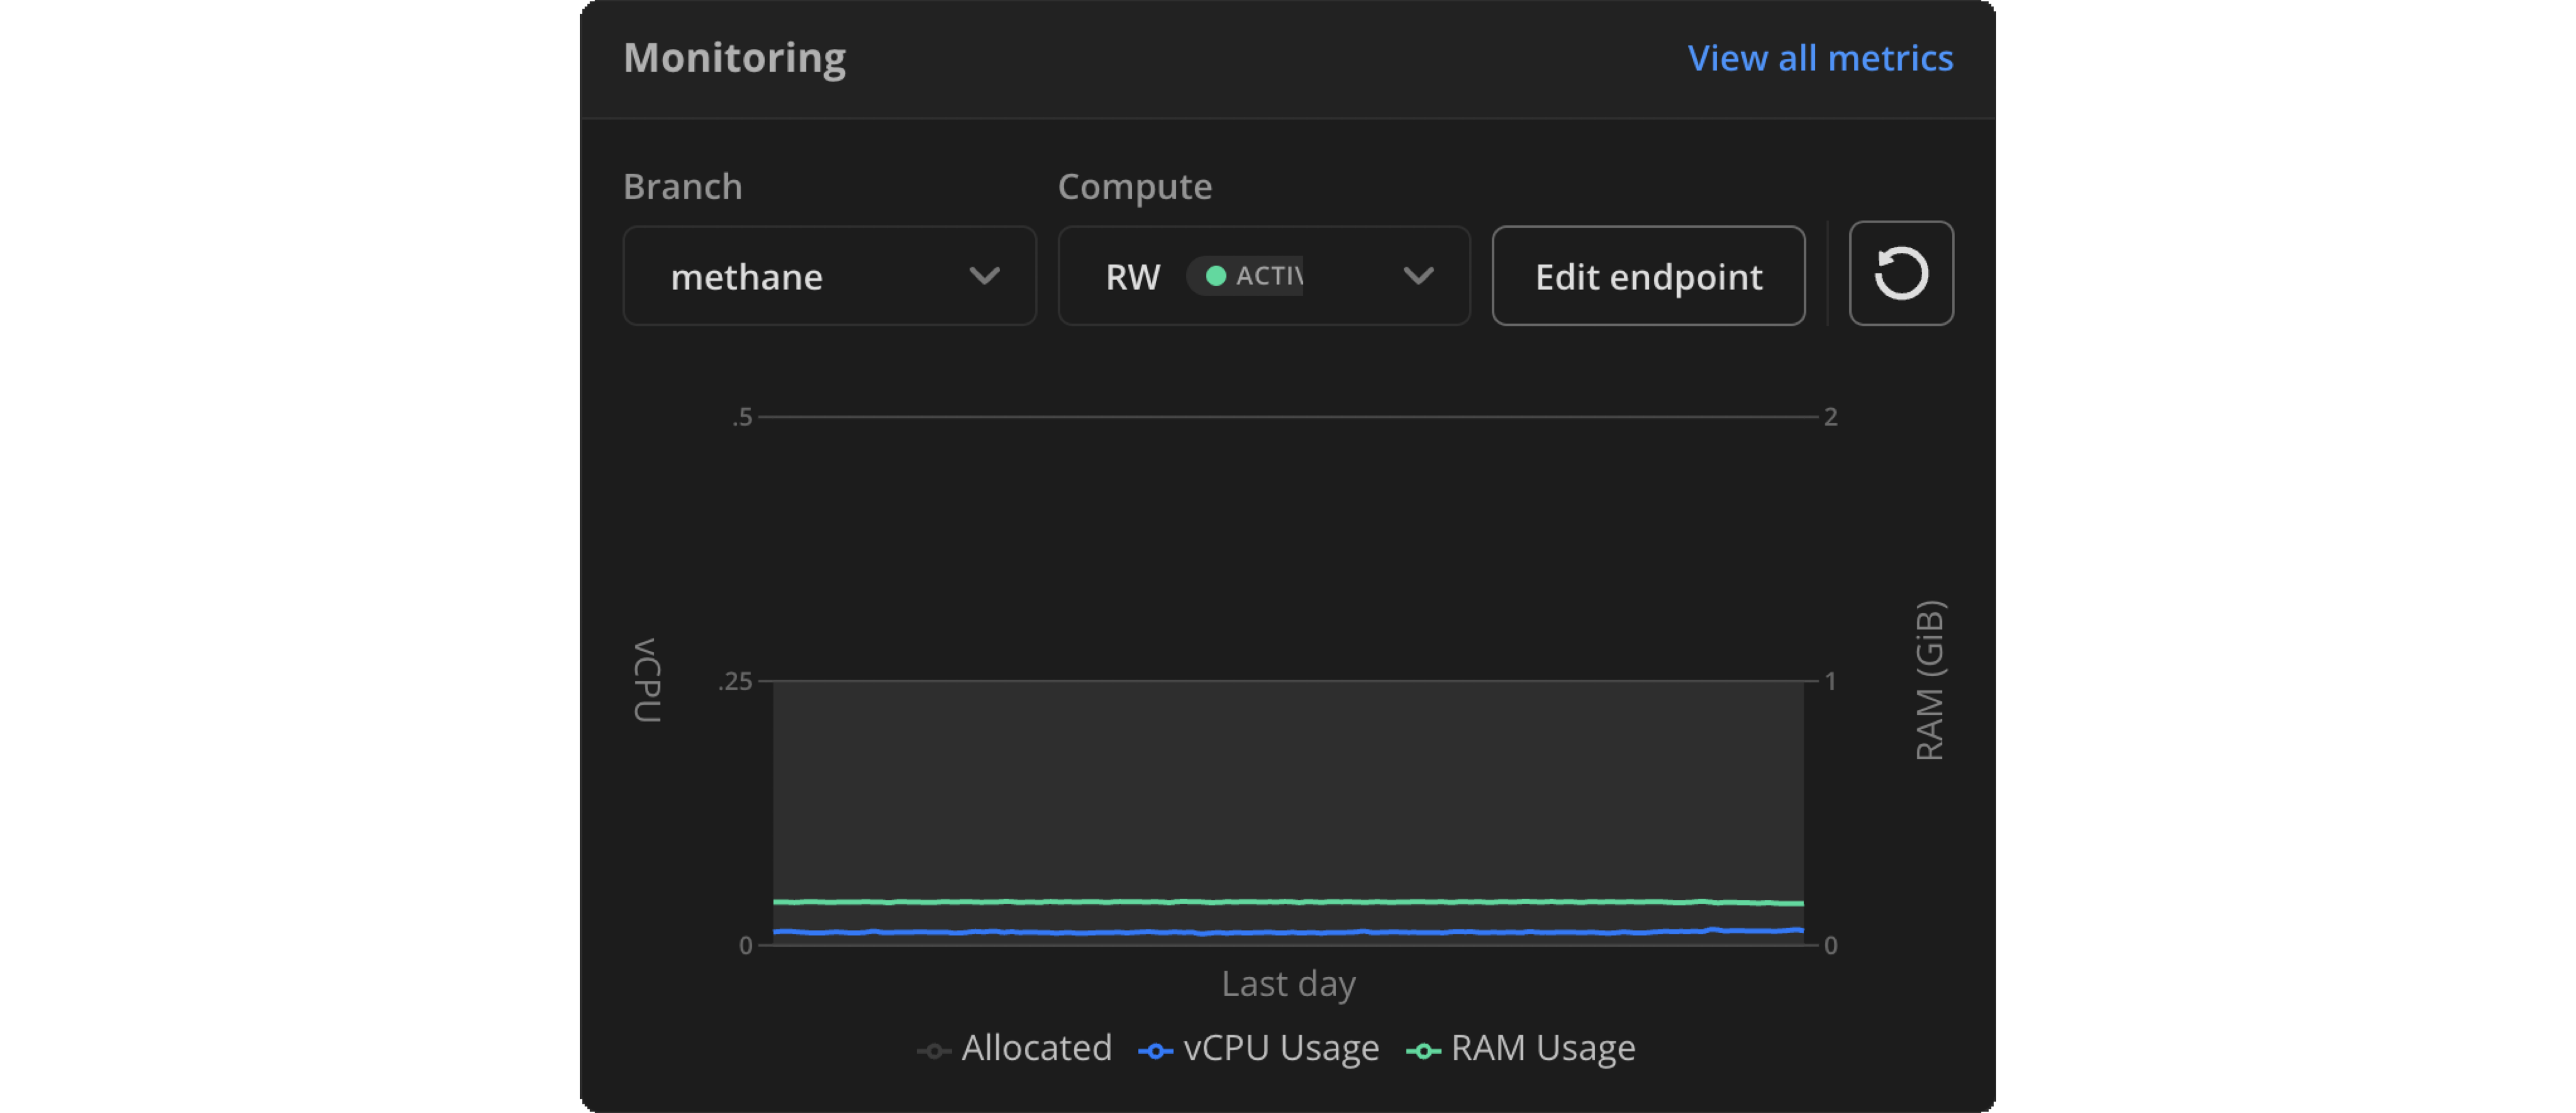 Monitoring
View all metrics
Branch
Compute
methane
RW
ACTIV
Edit endpoint
.5
2
.25
1
0
0
vCPU
RAM (GiB)
Last day
Allocated
vCPU Usage
RAM Usage